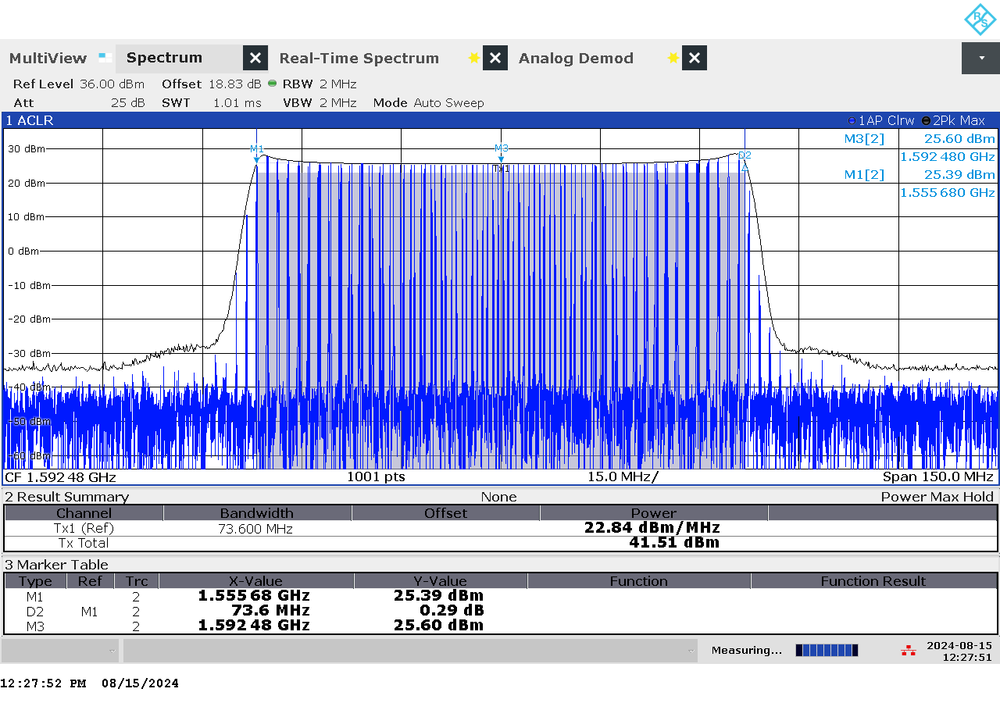 R&S
MultiView Spectrum Real-Time Spectrum Analog Demod
Ref Level 36.00 dBm Offset 18.83 dB RBW 2 MHz
Att 25 dB SWT 1.01 ms VBW 2 MHz Mode Auto Sweep
1 ACLR 1AP Clrw 2Pk Max
M3[2] 25.60 dBm
1.592 480 GHz
M1[2] 25.39 dBm
1.555 680 GHz
M1 M3 D2
Tx1
30 dBm
20 dBm
10 dBm
0 dBm
-10 dBm
-20 dBm
-30 dBm
-40 dBm
-50 dBm
-60 dBm
CF 1.592 48 GHz 1001 pts 15.0 MHz/ Span 150.0 MHz
2 Result Summary None Power Max Hold
Channel Bandwidth Offset Power
Tx1 (Ref) 73.600 MHz 22.84 dBm/MHz
Tx Total 41.51 dBm
3 Marker Table
Type Ref Trc X-Value Y-Value Function Function Result
M1 2 1.555 68 GHz 25.39 dBm
D2 M1 2 73.6 MHz 0.29 dB
M3 2 1.592 48 GHz 25.60 dBm
Measuring... 2024-08-15
12:27:51
12:27:52 PM 08/15/2024